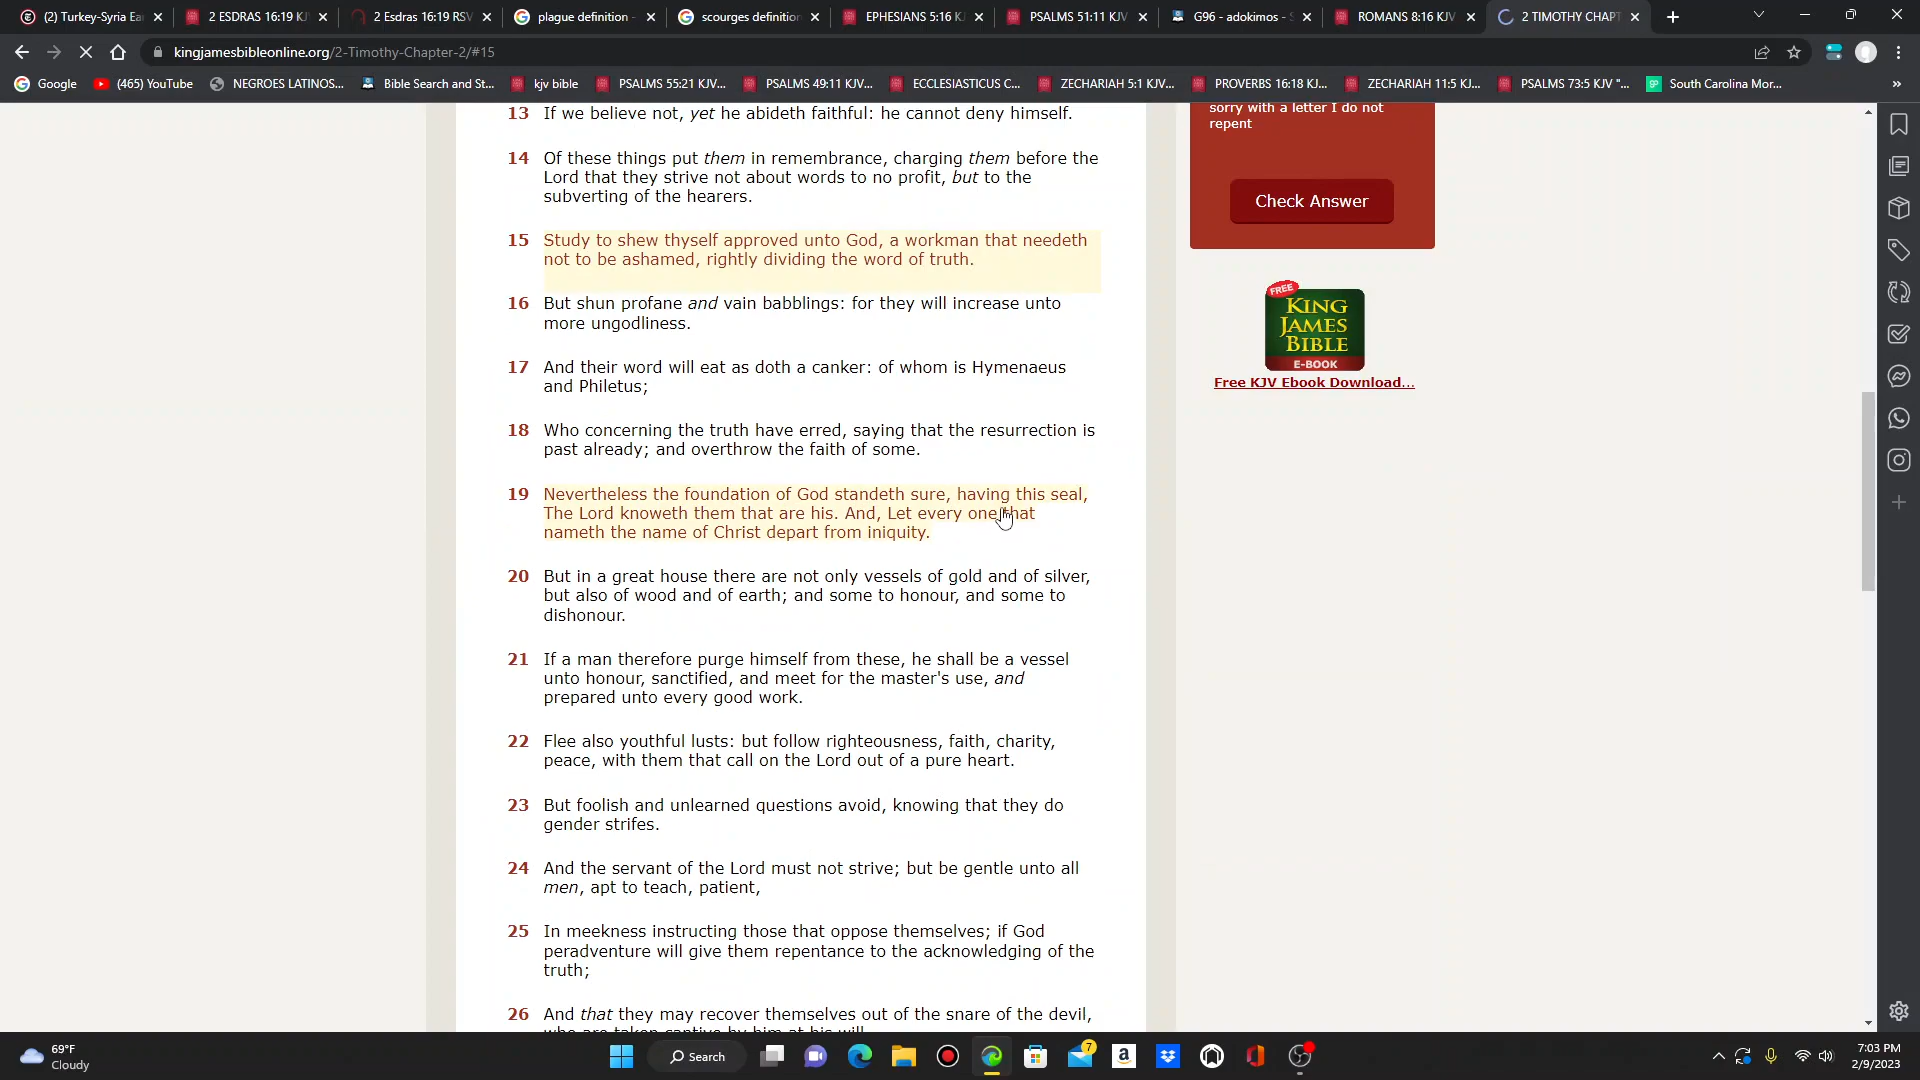 (2) Turkey-Syria Ea
2 ESDRAS 16:19 KJ
2 Esdras 16:19 RSV
plague definition -
scourges definition
EPHESIANS 5:16 KJ
PSALMS 51:11 KJV
G96 - adokimos - S
ROMANS 8:16 KJV
2 TIMOTHY CHAPT
kingjamesbibleonline.org/2-Timothy-Chapter-2/#15
Google
(465) YouTube
NEGROES LATINOS...
Bible Search and St...
kjv bible
PSALMS 55:21 KJV...
PSALMS 49:11 KJV...
ECCLESIASTICUS C...
ZECHARIAH 5:1 KJV...
PROVERBS 16:18 KJ...
ZECHARIAH 11:5 KJ...
PSALMS 73:5 KJV "...
South Carolina Mor...
13 If we believe not, yet he abideth faithful: he cannot deny himself.
14 Of these things put them in remembrance, charging them before the
Lord that they strive not about words to no profit, but to the
subverting of the hearers.
15 Study to shew thyself approved unto God, a workman that needeth
not to be ashamed, rightly dividing the word of truth.
16 But shun profane and vain babblings: for they will increase unto
more ungodliness.
17 And their word will eat as doth a canker: of whom is Hymenaeus
and Philetus;
18 Who concerning the truth have erred, saying that the resurrection is
past already; and overthrow the faith of some.
19 Nevertheless the foundation of God standeth sure, having this seal,
The Lord knoweth them that are his. And, Let every one that
nameth the name of Christ depart from iniquity.
20 But in a great house there are not only vessels of gold and of silver,
but also of wood and of earth; and some to honour, and some to
dishonour.
21 If a man therefore purge himself from these, he shall be a vessel
unto honour, sanctified, and meet for the master's use, and
prepared unto every good work.
22 Flee also youthful lusts: but follow righteousness, faith, charity,
peace, with them that call on the Lord out of a pure heart.
23 But foolish and unlearned questions avoid, knowing that they do
gender strifes.
24 And the servant of the Lord must not strive; but be gentle unto all
men, apt to teach, patient,
25 In meekness instructing those that oppose themselves; if God
peradventure will give them repentance to the acknowledging of the
truth;
26 And that they may recover themselves out of the snare of the devil,
who are taken captive by him at his will.
sorry with a letter I do not
repent
Check Answer
FREE
KING
JAMES
BIBLE
E-BOOK
Free KJV Ebook Download...
69°F
Cloudy
Search
7
7:03 PM
2/9/2023